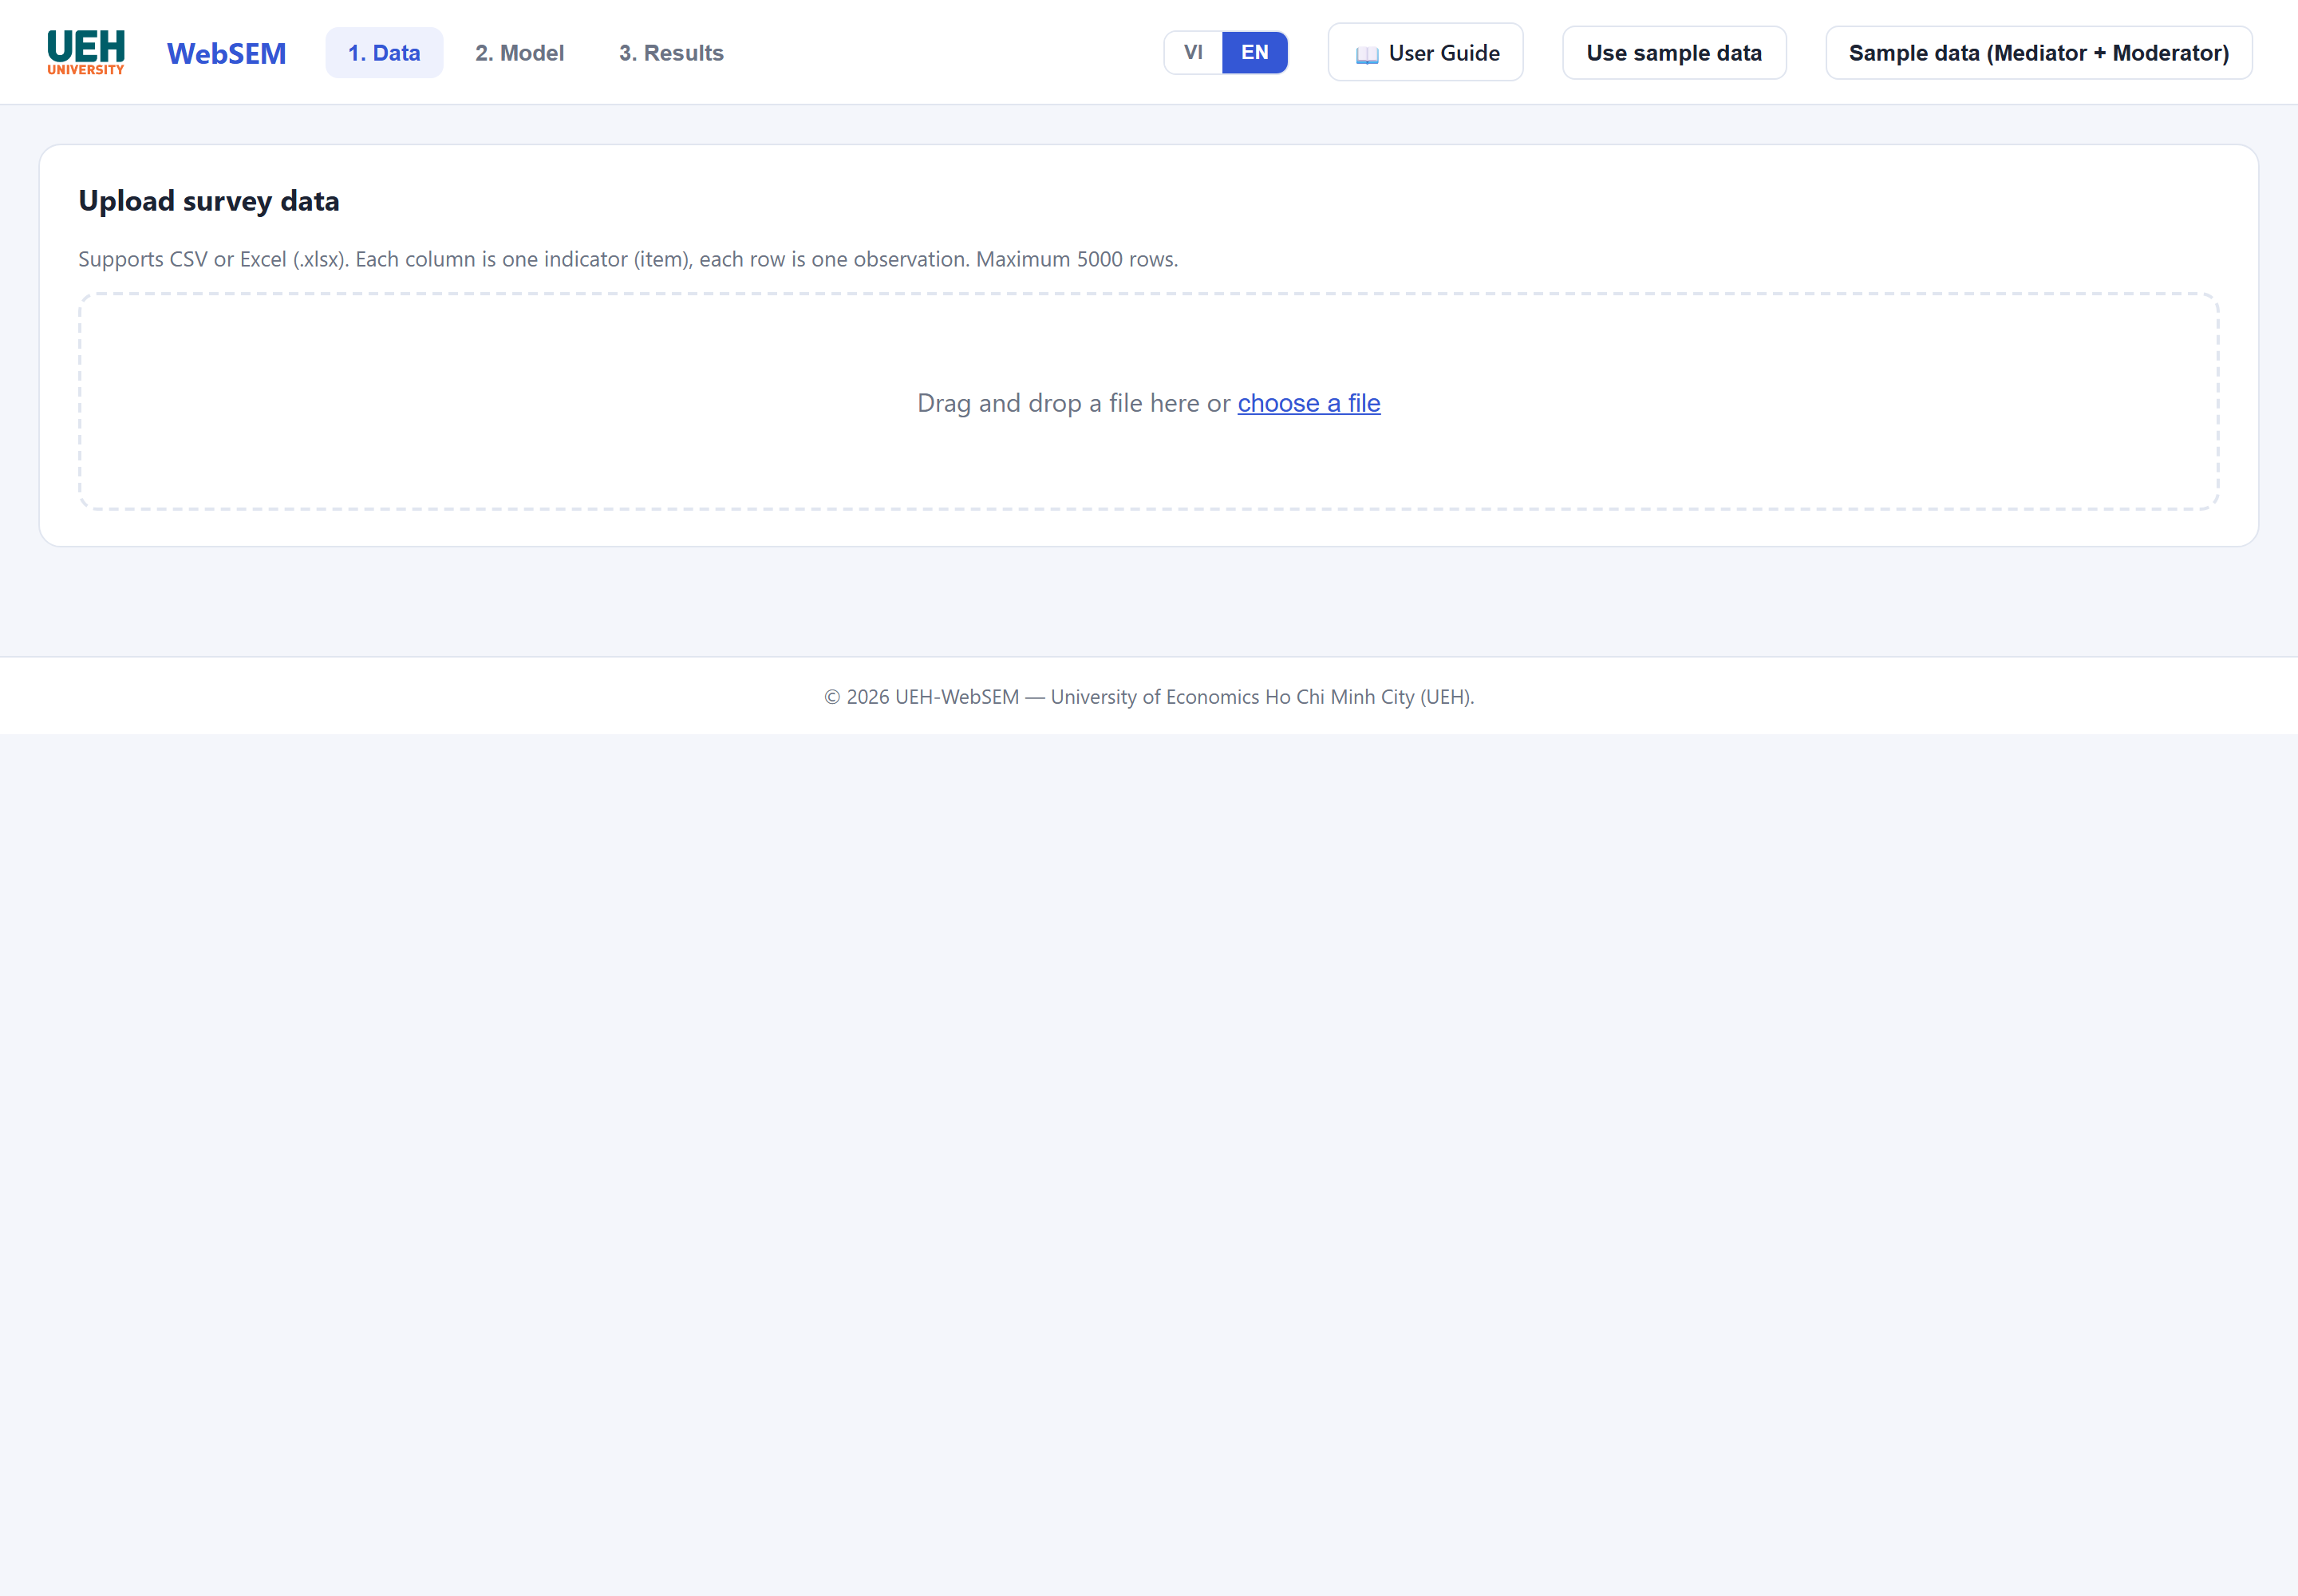 UEH
UNIVERSITY
WebSEM
1. Data
2. Model
3. Results
VI
EN
📖 User Guide
Use sample data
Sample data (Mediator + Moderator)
Upload survey data
Supports CSV or Excel (.xlsx). Each column is one indicator (item), each row is one observation. Maximum 5000 rows.
Drag and drop a file here or choose a file
© 2026 UEH-WebSEM — University of Economics Ho Chi Minh City (UEH).